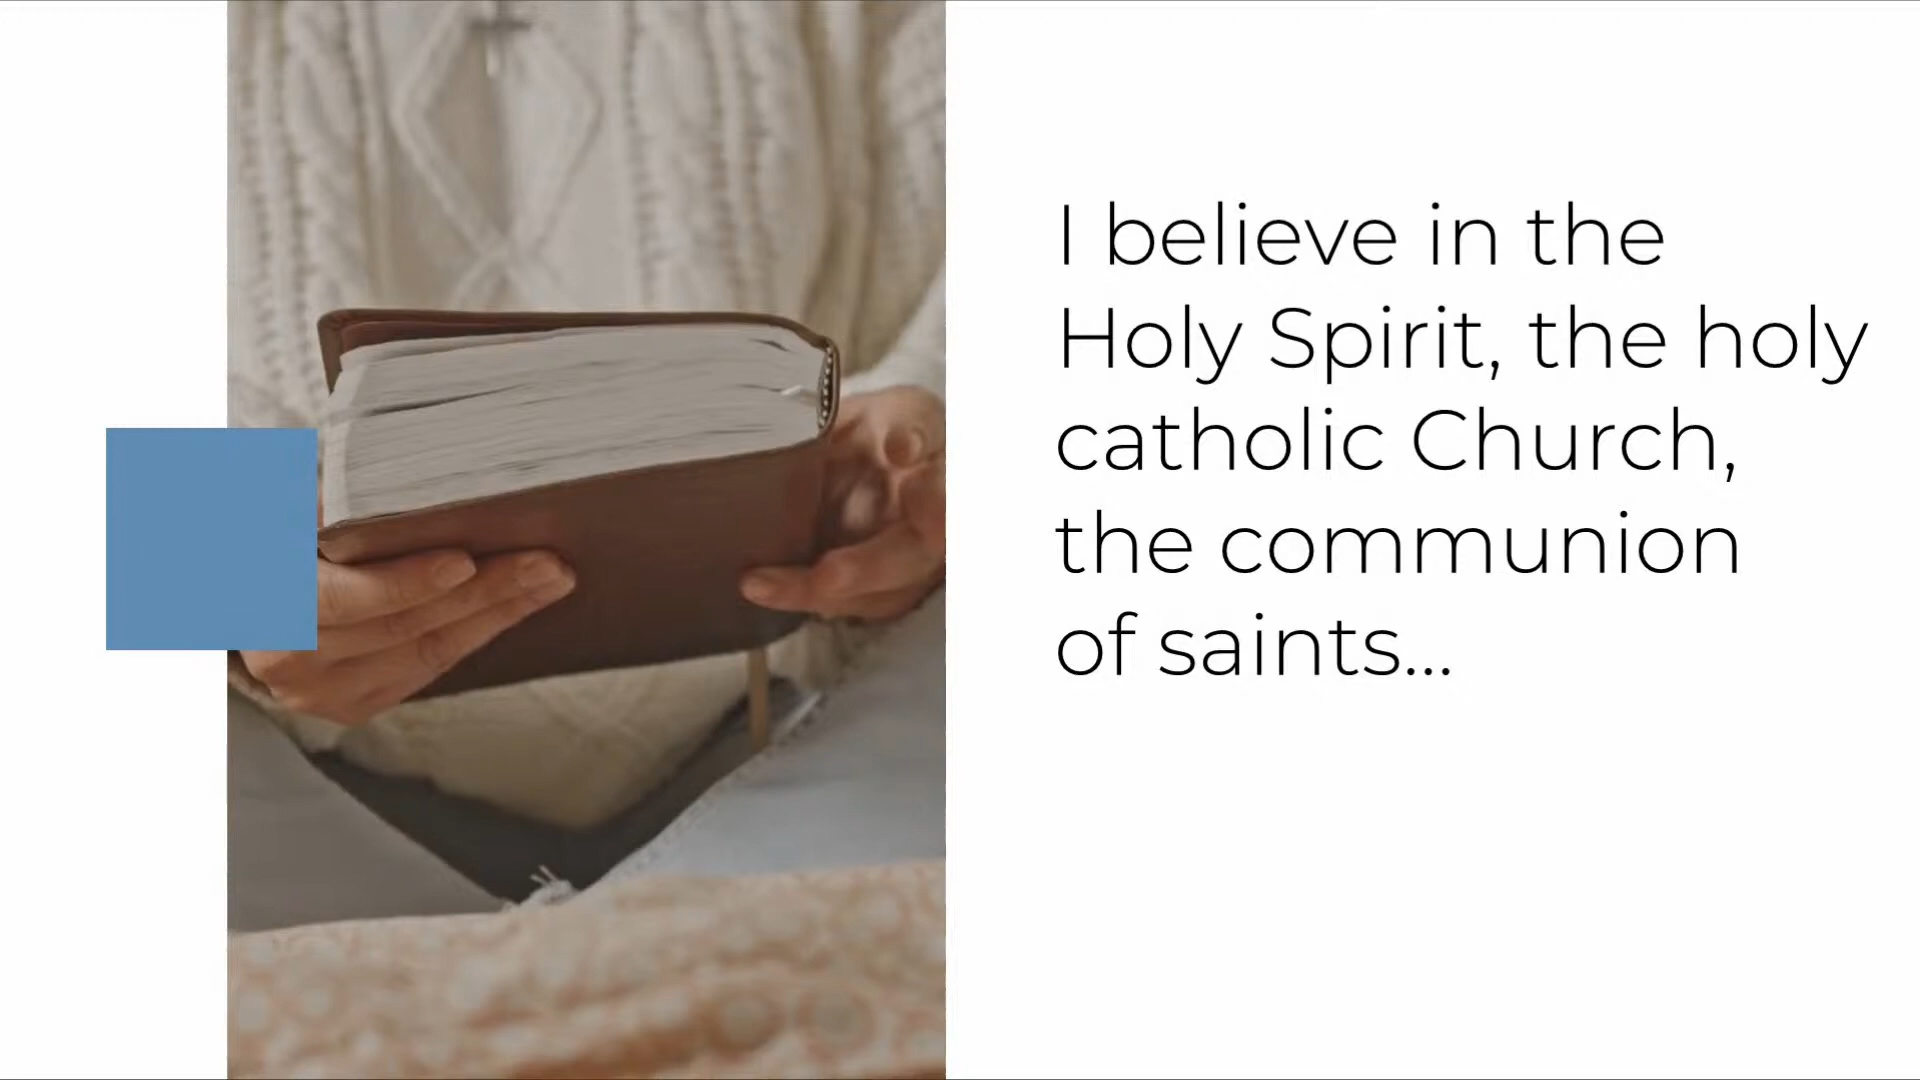 I believe in the
Holy Spirit, the holy
catholic Church,
the communion
of saints...